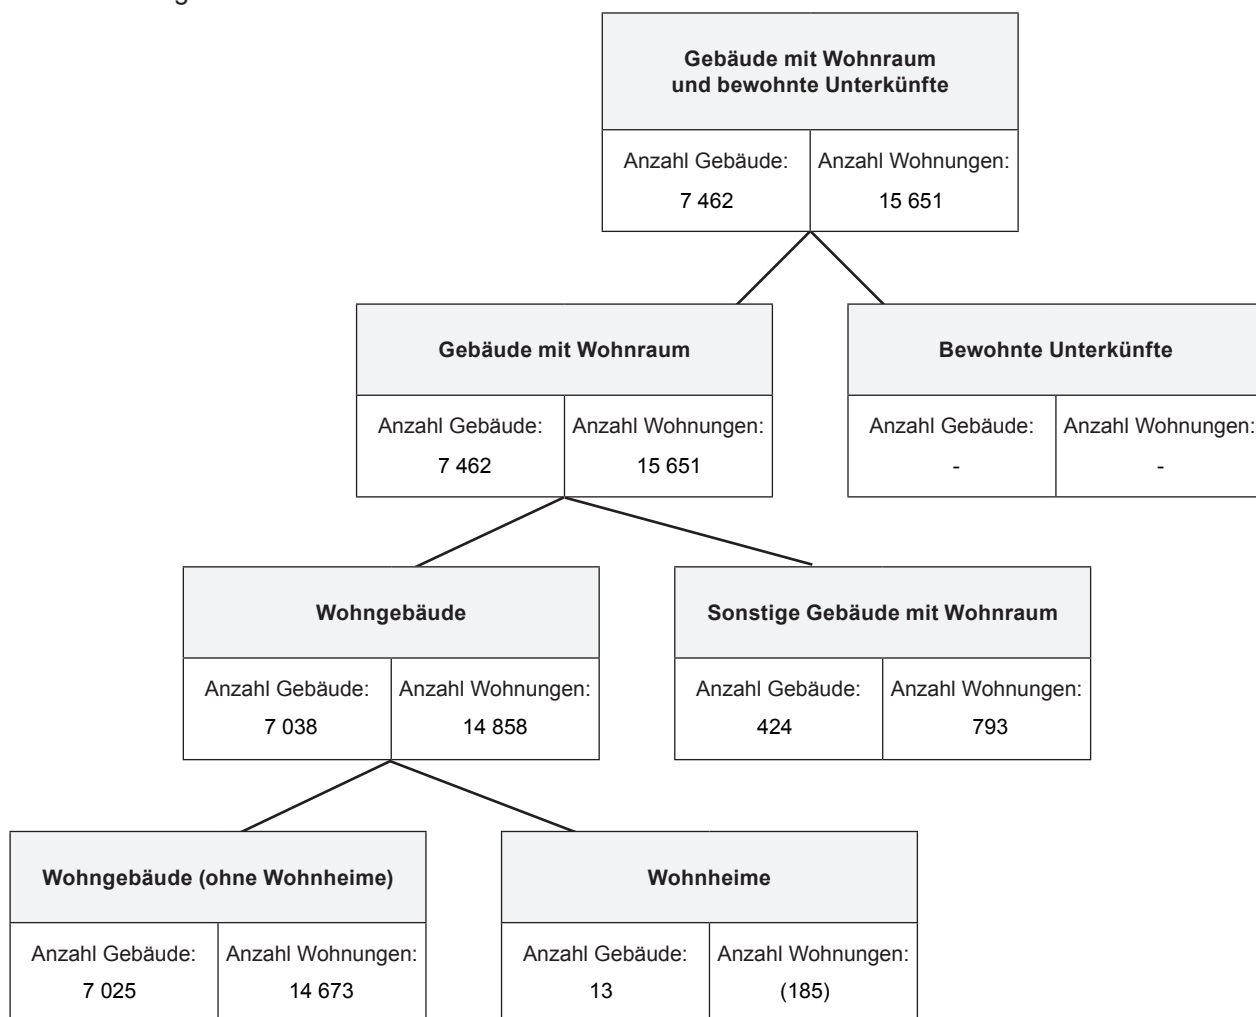 Gebäude mit Wohnraum
und bewohnte Unterkünfte
Anzahl Gebäude: Anzahl Wohnungen:
7 462 15 651
Gebäude mit Wohnraum
Anzahl Gebäude: Anzahl Wohnungen:
7 462 15 651
Bewohnte Unterkünfte
Anzahl Gebäude: Anzahl Wohnungen:
- -
Wohngebäude
Anzahl Gebäude: Anzahl Wohnungen:
7 038 14 858
Sonstige Gebäude mit Wohnraum
Anzahl Gebäude: Anzahl Wohnungen:
424 793
Wohngebäude (ohne Wohnheime)
Anzahl Gebäude: Anzahl Wohnungen:
7 025 14 673
Wohnheime
Anzahl Gebäude: Anzahl Wohnungen:
13 (185)